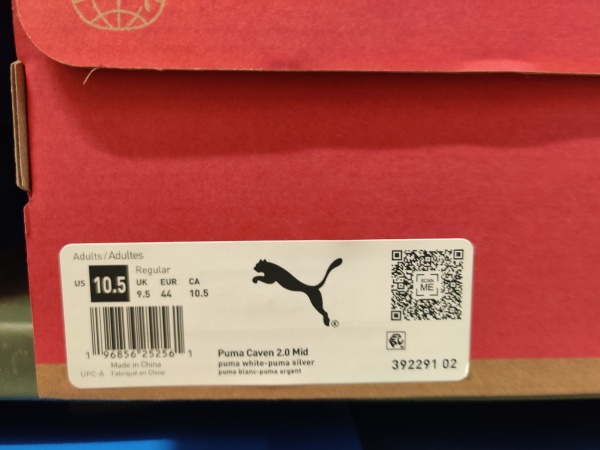 Adults/Adultes
Regular
US 10.5 UK EUR CA
9.5 44 10.5
1 96856 25256 1
Made in China
UPC-A Fabriqué en China
Puma Caven 2.0 Mid
puma white-puma silver
puma blanc-puma argent
SCAN
ME
392291 02